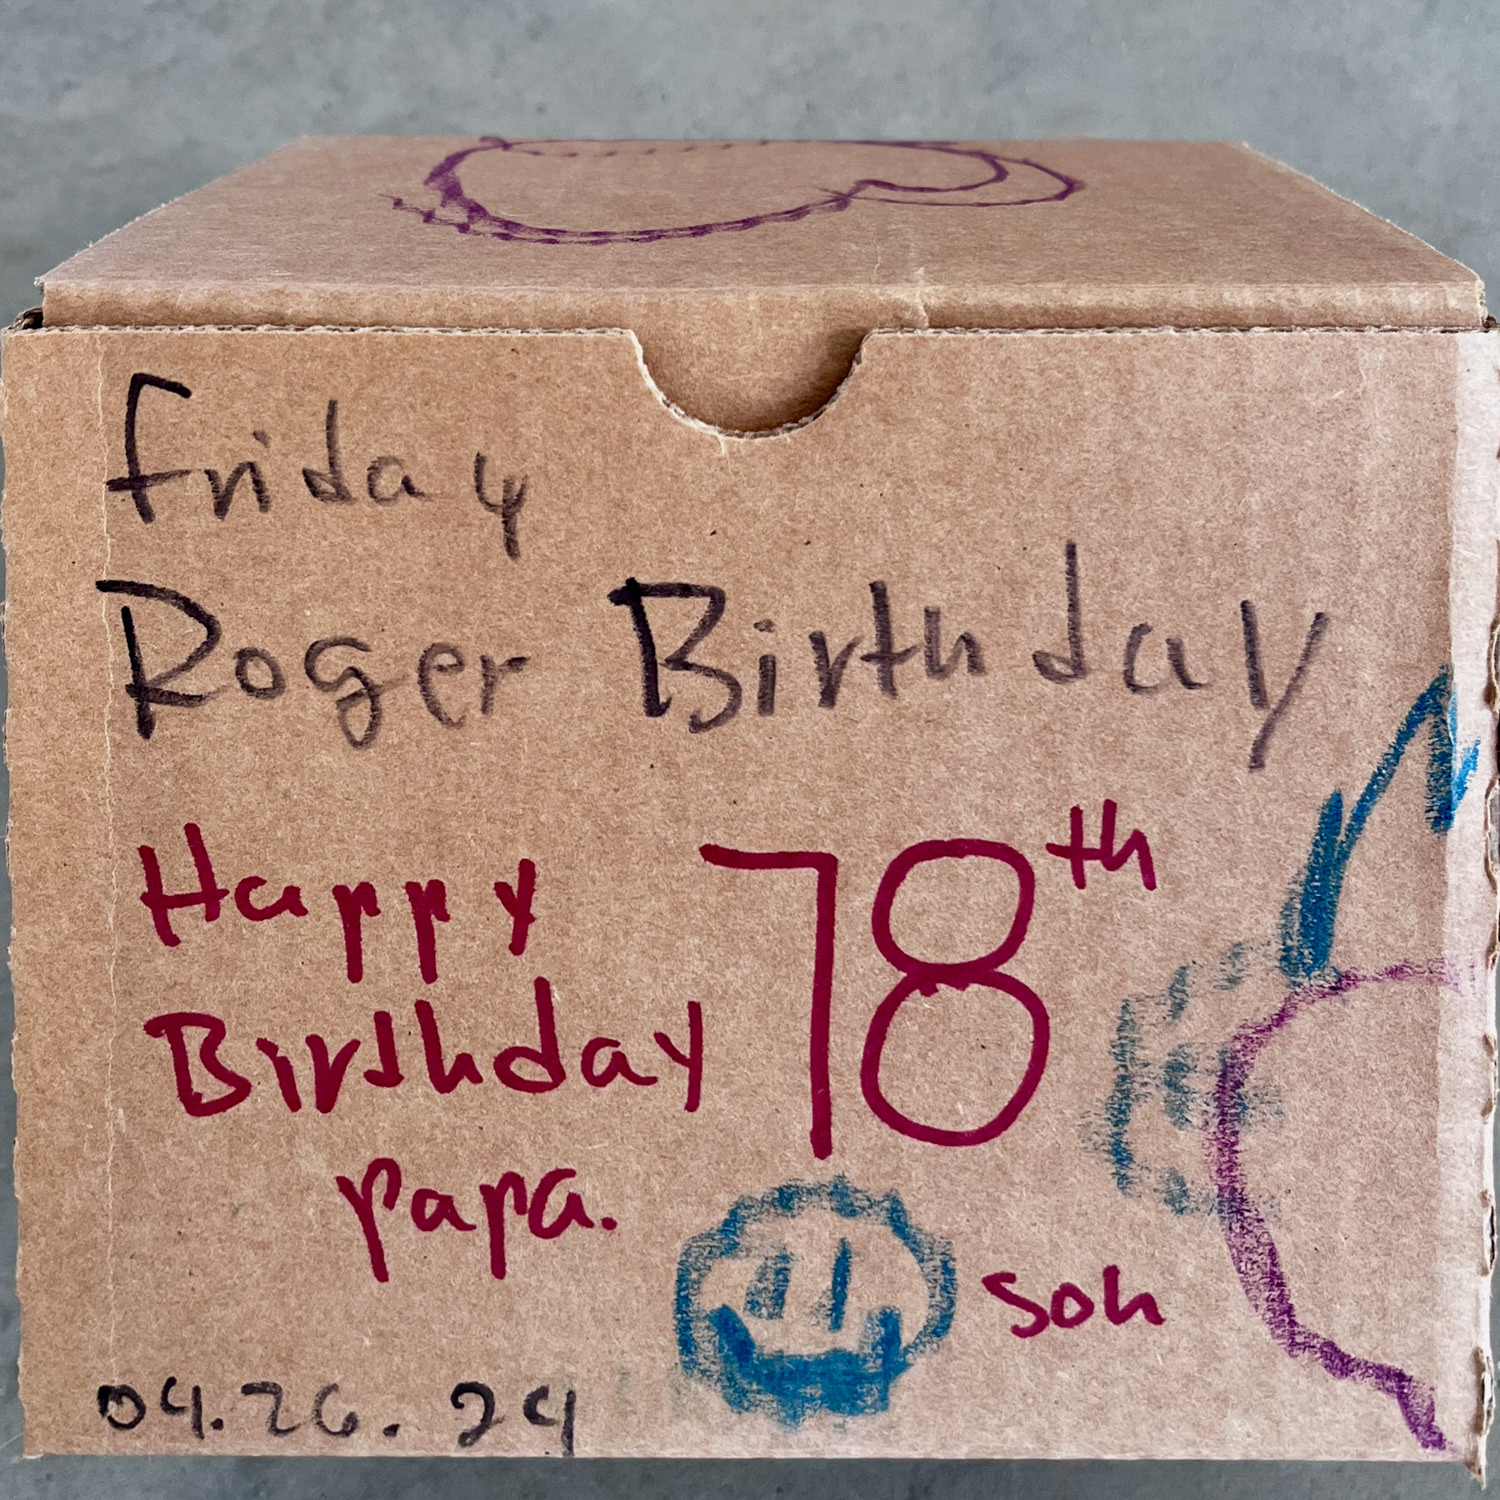 Friday
Roger Birthday
Happy 78th
Birthday
papa.
son
04.26.24